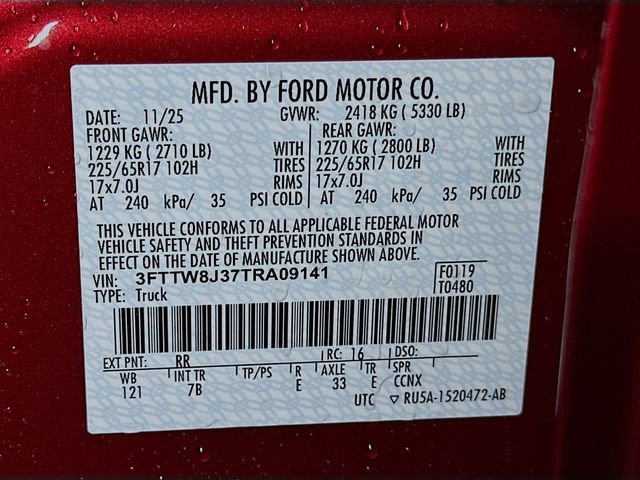 MFD. BY FORD MOTOR CO.
DATE: 11/25 GVWR: 2418 KG ( 5330 LB)
FRONT GAWR: REAR GAWR:
1229 KG ( 2710 LB) WITH 1270 KG ( 2800 LB) WITH
225/65R17 102H TIRES 225/65R17 102H TIRES
17x7.0J RIMS 17x7.0J RIMS
AT 240 kPa/ 35 PSI COLD AT 240 kPa/ 35 PSI COLD
THIS VEHICLE CONFORMS TO ALL APPLICABLE FEDERAL MOTOR
VEHICLE SAFETY AND THEFT PREVENTION STANDARDS IN
EFFECT ON THE DATE OF MANUFACTURE SHOWN ABOVE.
VIN: 3FTTW8J37TRA09141 F0119
TYPE: Truck T0480
EXT PNT: RR RC: 16 DSO:
WB INT TR TP/PS R AXLE TR SPR
121 7B E 33 E CCNX
UTC ▽ RU5A-1520472-AB